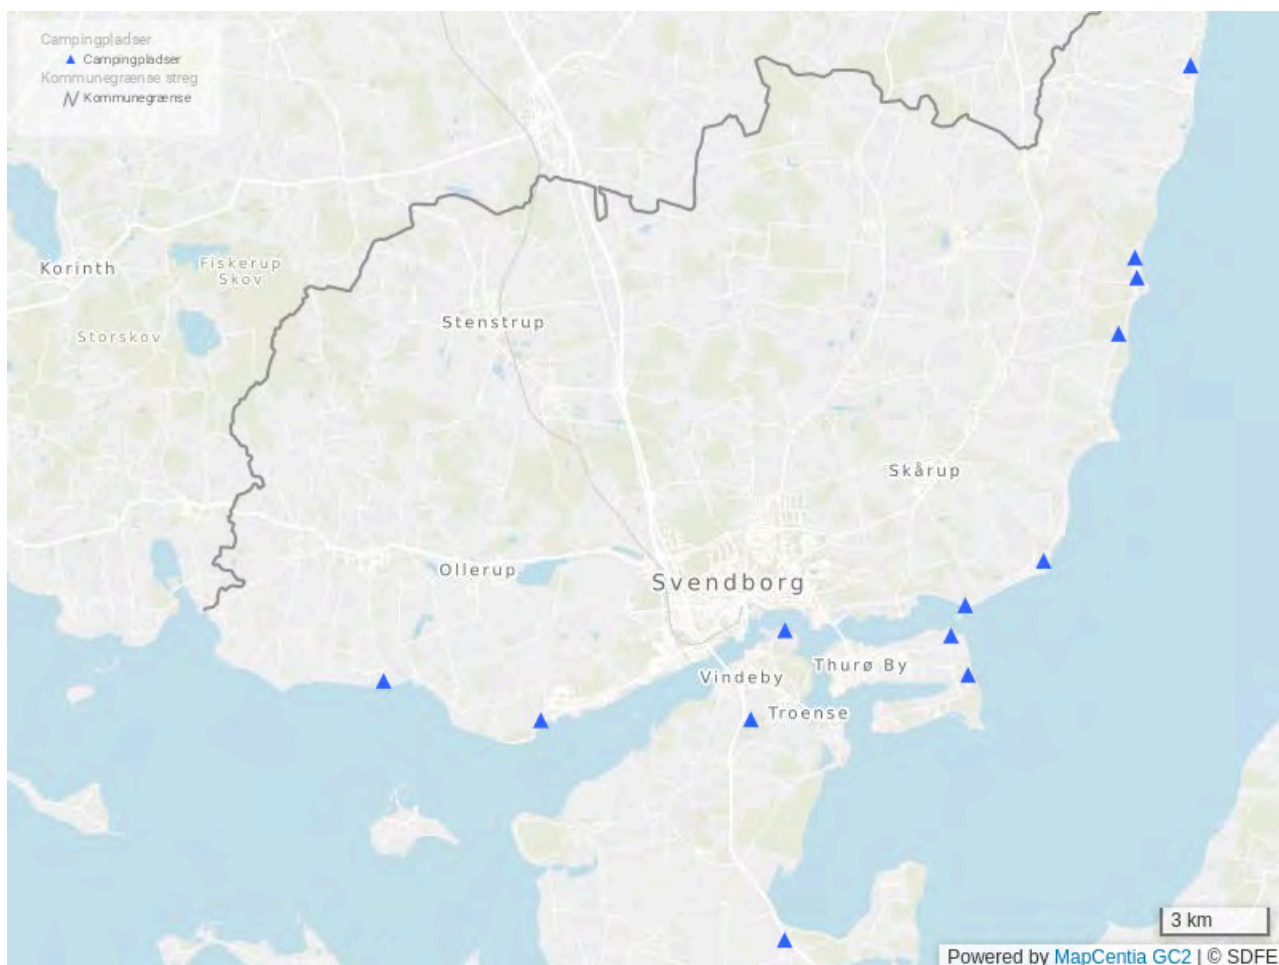 Campingpladser
Campingpladser
Kommunegrænse streg
Kommunegrænse
Korinth
Fiskerup
Skov
Storskov
Stenstrup
Skårup
Ollerup
Svendborg
Thurø By
Vindeby
Troense
3 km
Powered by MapCentia GC2 | © SDFE